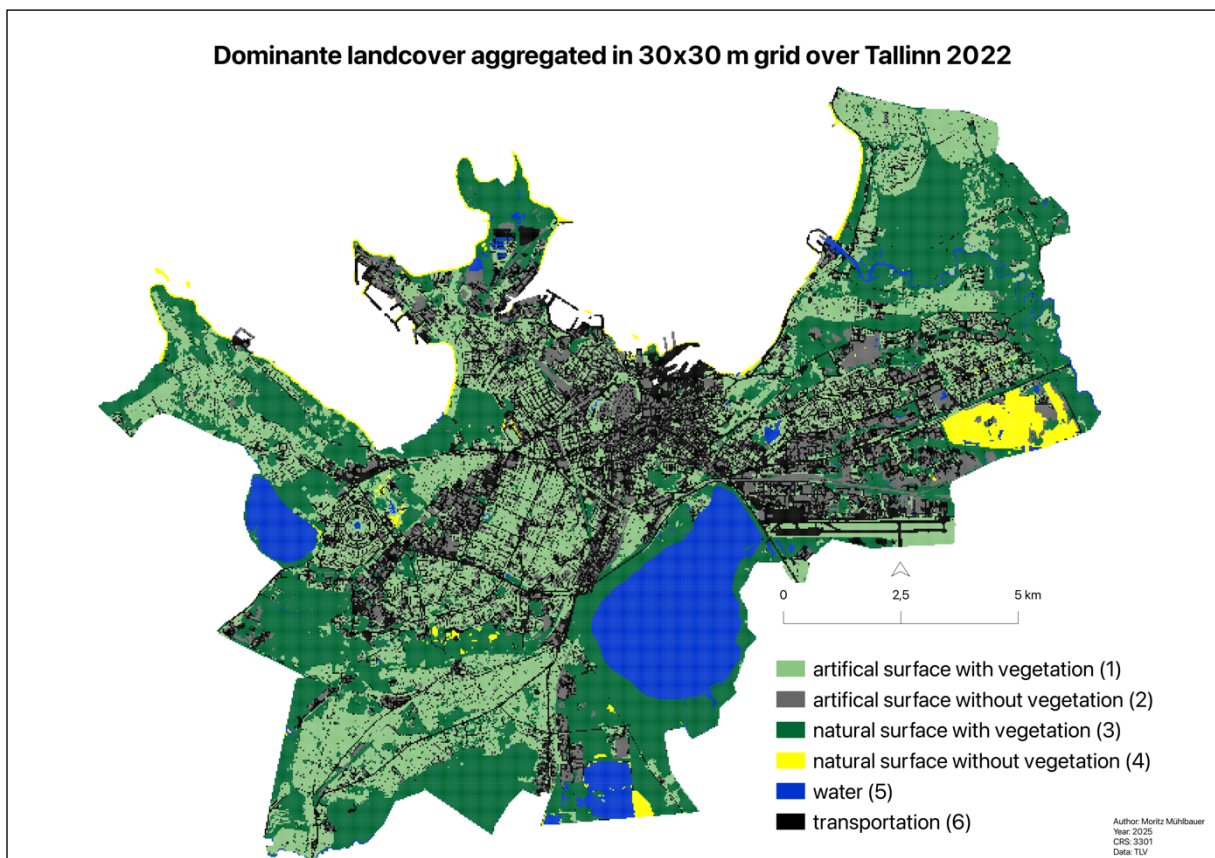 Dominante landcover aggregated in 30x30 m grid over Tallinn 2022
0 2,5 5 km
artifical surface with vegetation (1)
artifical surface without vegetation (2)
natural surface with vegetation (3)
natural surface without vegetation (4)
water (5)
transportation (6)
Author: Moritz Mühlbauer
Year: 2025
CRS: 3301
Data: TLV